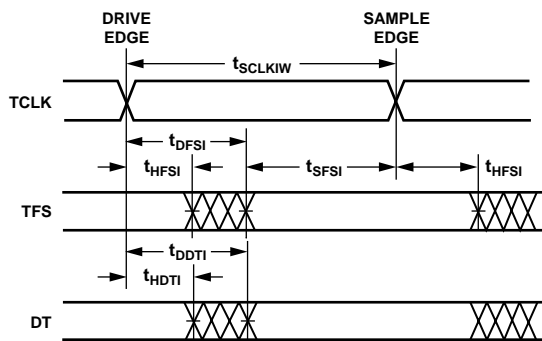 DRIVE EDGE
SAMPLE EDGE
tSCLKIW
TCLK
tDFSI
tHFSI
tSFSI
tHFSI
TFS
tDDTI
tHDTI
DT